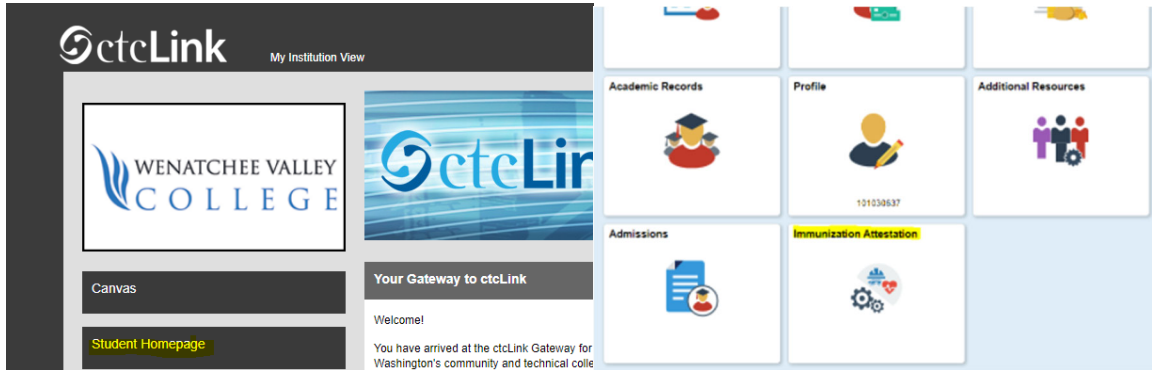 ctcLink
My Institution View
WENATCHEE VALLEY
COLLEGE
ctcLin
Canvas
Student Homepage
Your Gateway to ctcLink
Welcome!
You have arrived at the ctcLink Gateway for
Washington's community and technical colle
Academic Records
Profile
Additional Resources
101030637
Admissions
Immunization Attestation